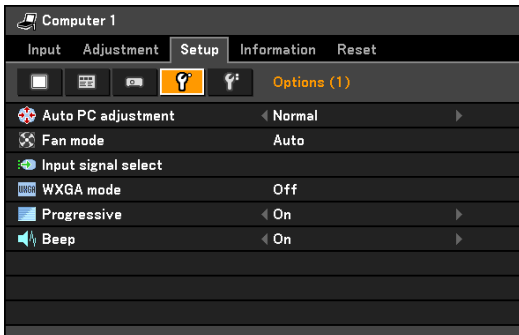 Computer 1
Input Adjustment Setup Information Reset
Options (1)
Auto PC adjustment Normal
Fan mode Auto
Input signal select
WXGA mode Off
Progressive On
Beep On